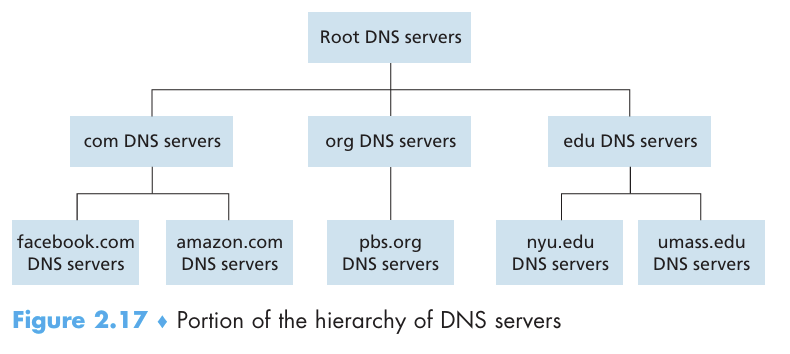 Root DNS servers
com DNS servers
org DNS servers
edu DNS servers
facebook.com
DNS servers
amazon.com
DNS servers
pbs.org
DNS servers
nyu.edu
DNS servers
umass.edu
DNS servers
Figure 2.17 ♦ Portion of the hierarchy of DNS servers